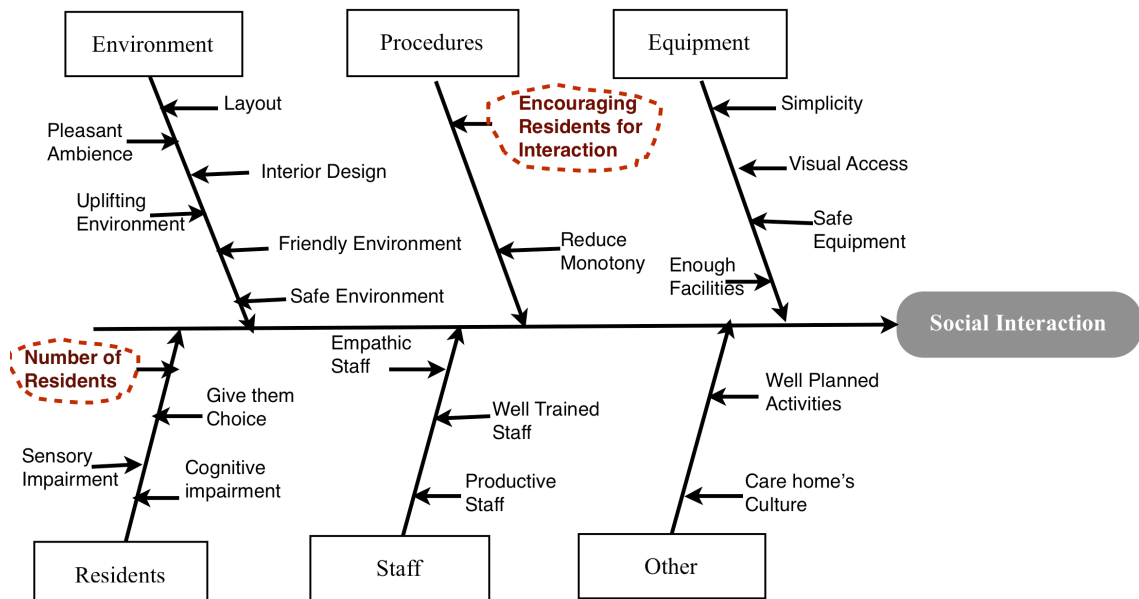 Environment
Procedures
Equipment
Layout
Pleasant
Ambience
Interior Design
Uplifting
Environment
Friendly Environment
Safe Environment
Encouraging
Residents for
Interaction
Reduce
Monotony
Simplicity
Visual Access
Safe
Equipment
Enough
Facilities
Social Interaction
Number of
Residents
Give them
Choice
Sensory
Impairment
Cognitive
impairment
Empathic
Staff
Well Trained
Staff
Productive
Staff
Well Planned
Activities
Care home’s
Culture
Residents
Staff
Other